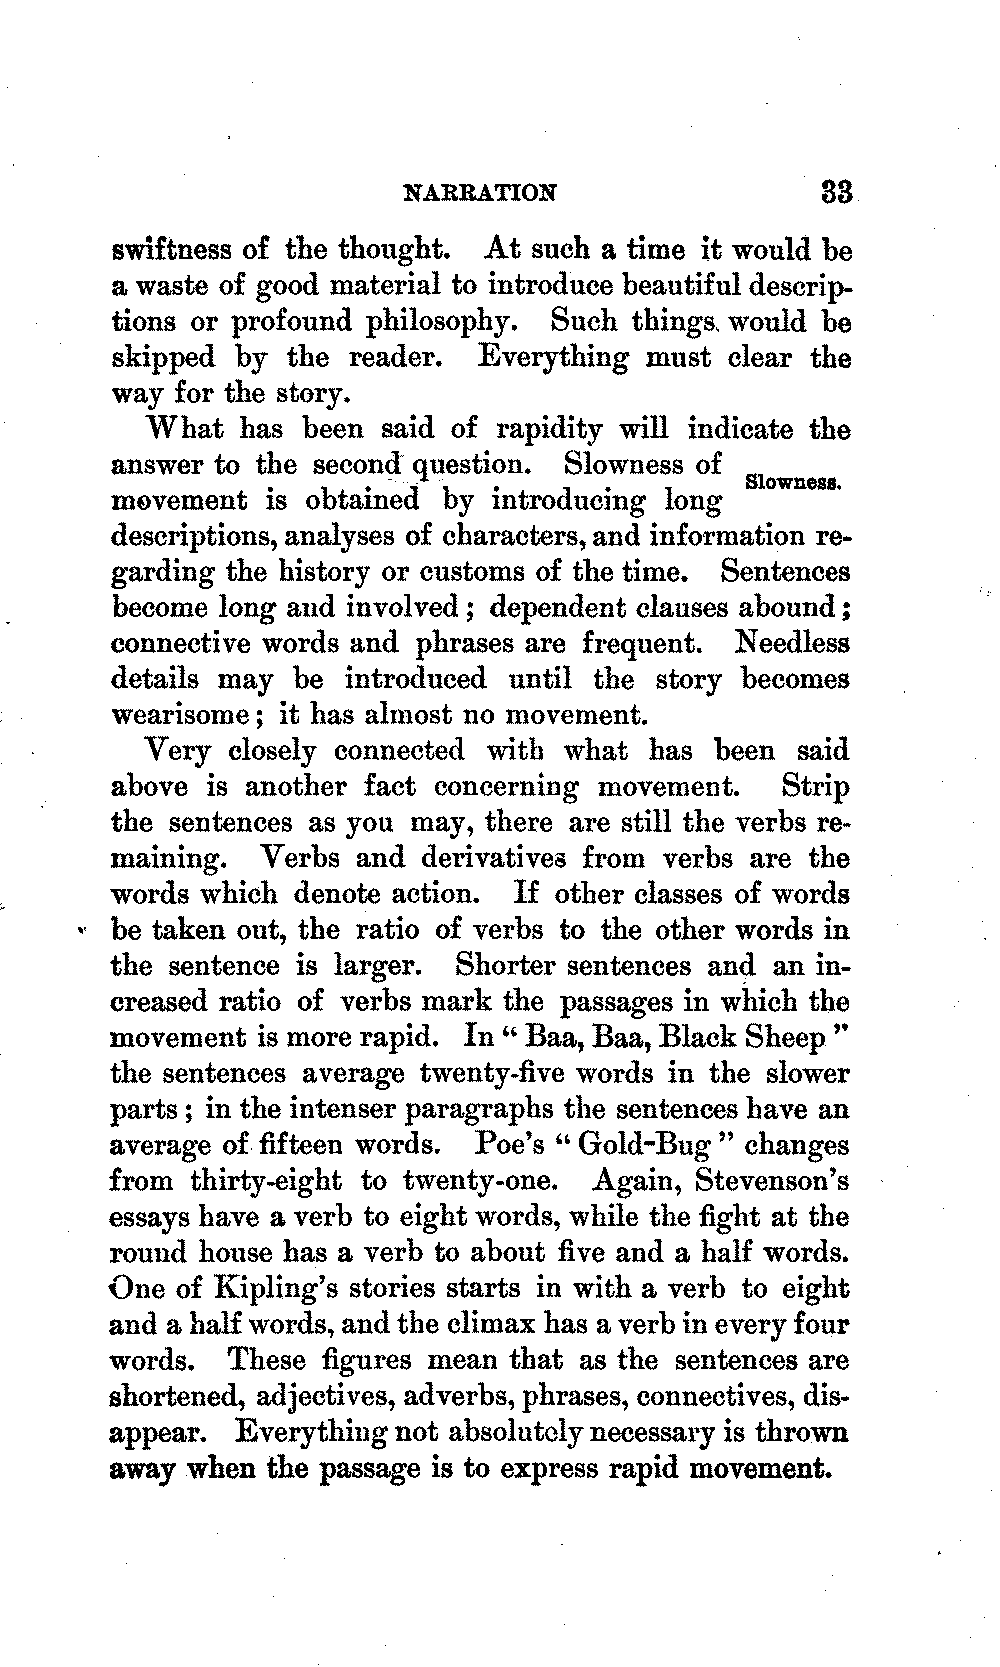 NARRATION 33
swiftness of the thought. At such a time it would be
a waste of good material to introduce beautiful descrip-
tions or profound philosophy. Such things would be
skipped by the reader. Everything must clear the
way for the story.
What has been said of rapidity will indicate the
answer to the second question. Slowness of
Slowness.
movement is obtained by introducing long
descriptions, analyses of characters, and information re-
garding the history or customs of the time. Sentences
become long and involved; dependent clauses abound;
connective words and phrases are frequent. Needless
details may be introduced until the story becomes
wearisome; it has almost no movement.
Very closely connected with what has been said
above is another fact concerning movement. Strip
the sentences as you may, there are still the verbs re-
maining. Verbs and derivatives from verbs are the
words which denote action. If other classes of words
be taken out, the ratio of verbs to the other words in
the sentence is larger. Shorter sentences and an in-
creased ratio of verbs mark the passages in which the
movement is more rapid. In “Baa, Baa, Black Sheep”
the sentences average twenty-five words in the slower
parts; in the intenser paragraphs the sentences have an
average of fifteen words. Poe's “Gold-Bug” changes
from thirty-eight to twenty-one. Again, Stevenson's
essays have a verb to eight words, while the fight at the
round house has a verb to about five and a half words.
One of Kipling's stories starts in with a verb to eight
and a half words, and the climax has a verb in every four
words. These figures mean that as the sentences are
shortened, adjectives, adverbs, phrases, connectives, dis-
appear. Everything not absolutely necessary is thrown
away when the passage is to express rapid movement.